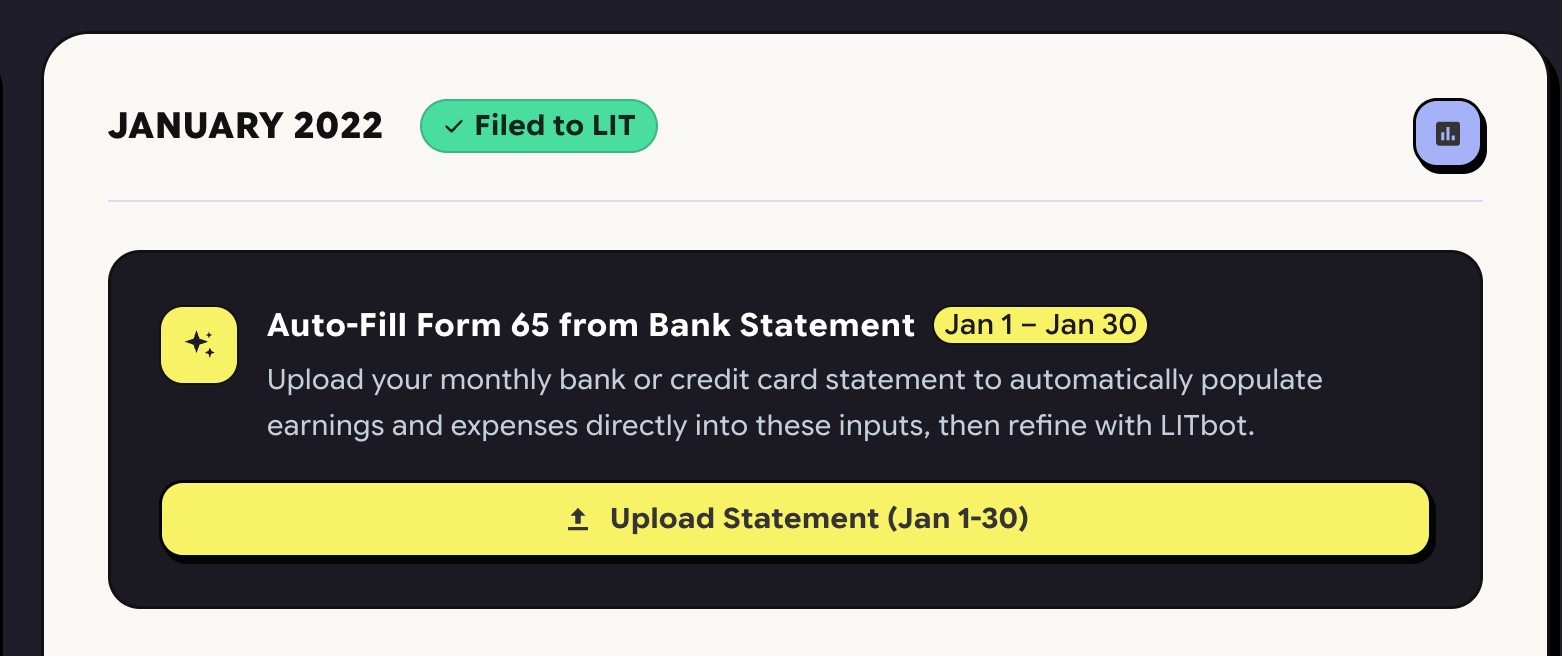 JANUARY 2022
Filed to LIT
Auto-Fill Form 65 from Bank Statement
Jan 1 – Jan 30
Upload your monthly bank or credit card statement to automatically populate
earnings and expenses directly into these inputs, then refine with LITbot.
Upload Statement (Jan 1-30)